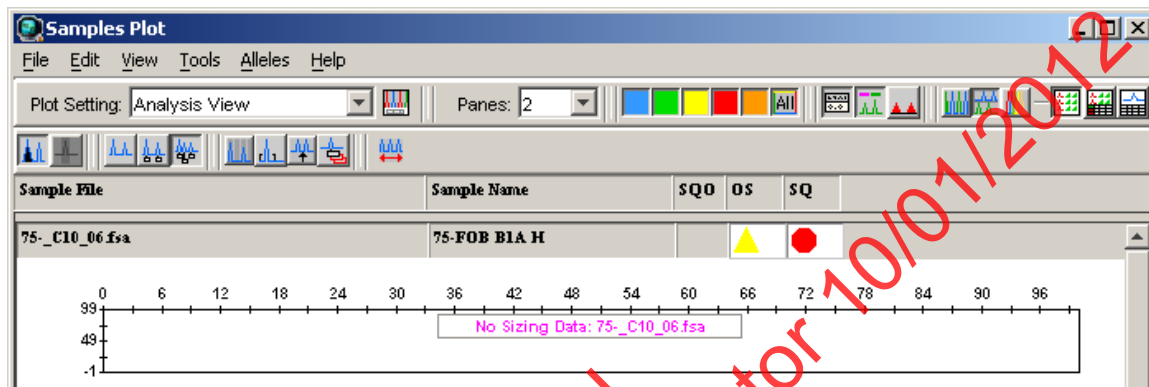 Samples Plot
File Edit View Tools Alleles Help
Plot Setting: Analysis View Panes: 2 All
Sample File Sample Name SQO OS SQ
75-_C10_06.fsa 75-FOB B1A H
0 6 12 18 24 30 36 42 48 54 60 66 72 78 84 90 96
99
No Sizing Data: 75-_C10_06.fsa
49
-1
tor 10/01/2012